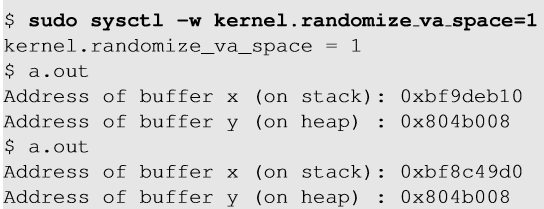 $ sudo sysctl -w kernel.randomize_va_space=1
kernel.randomize_va_space = 1
$ a.out
Address of buffer x (on stack): 0xbf9deb10
Address of buffer y (on heap) : 0x804b008
$ a.out
Address of buffer x (on stack): 0xbf8c49d0
Address of buffer y (on heap) : 0x804b008